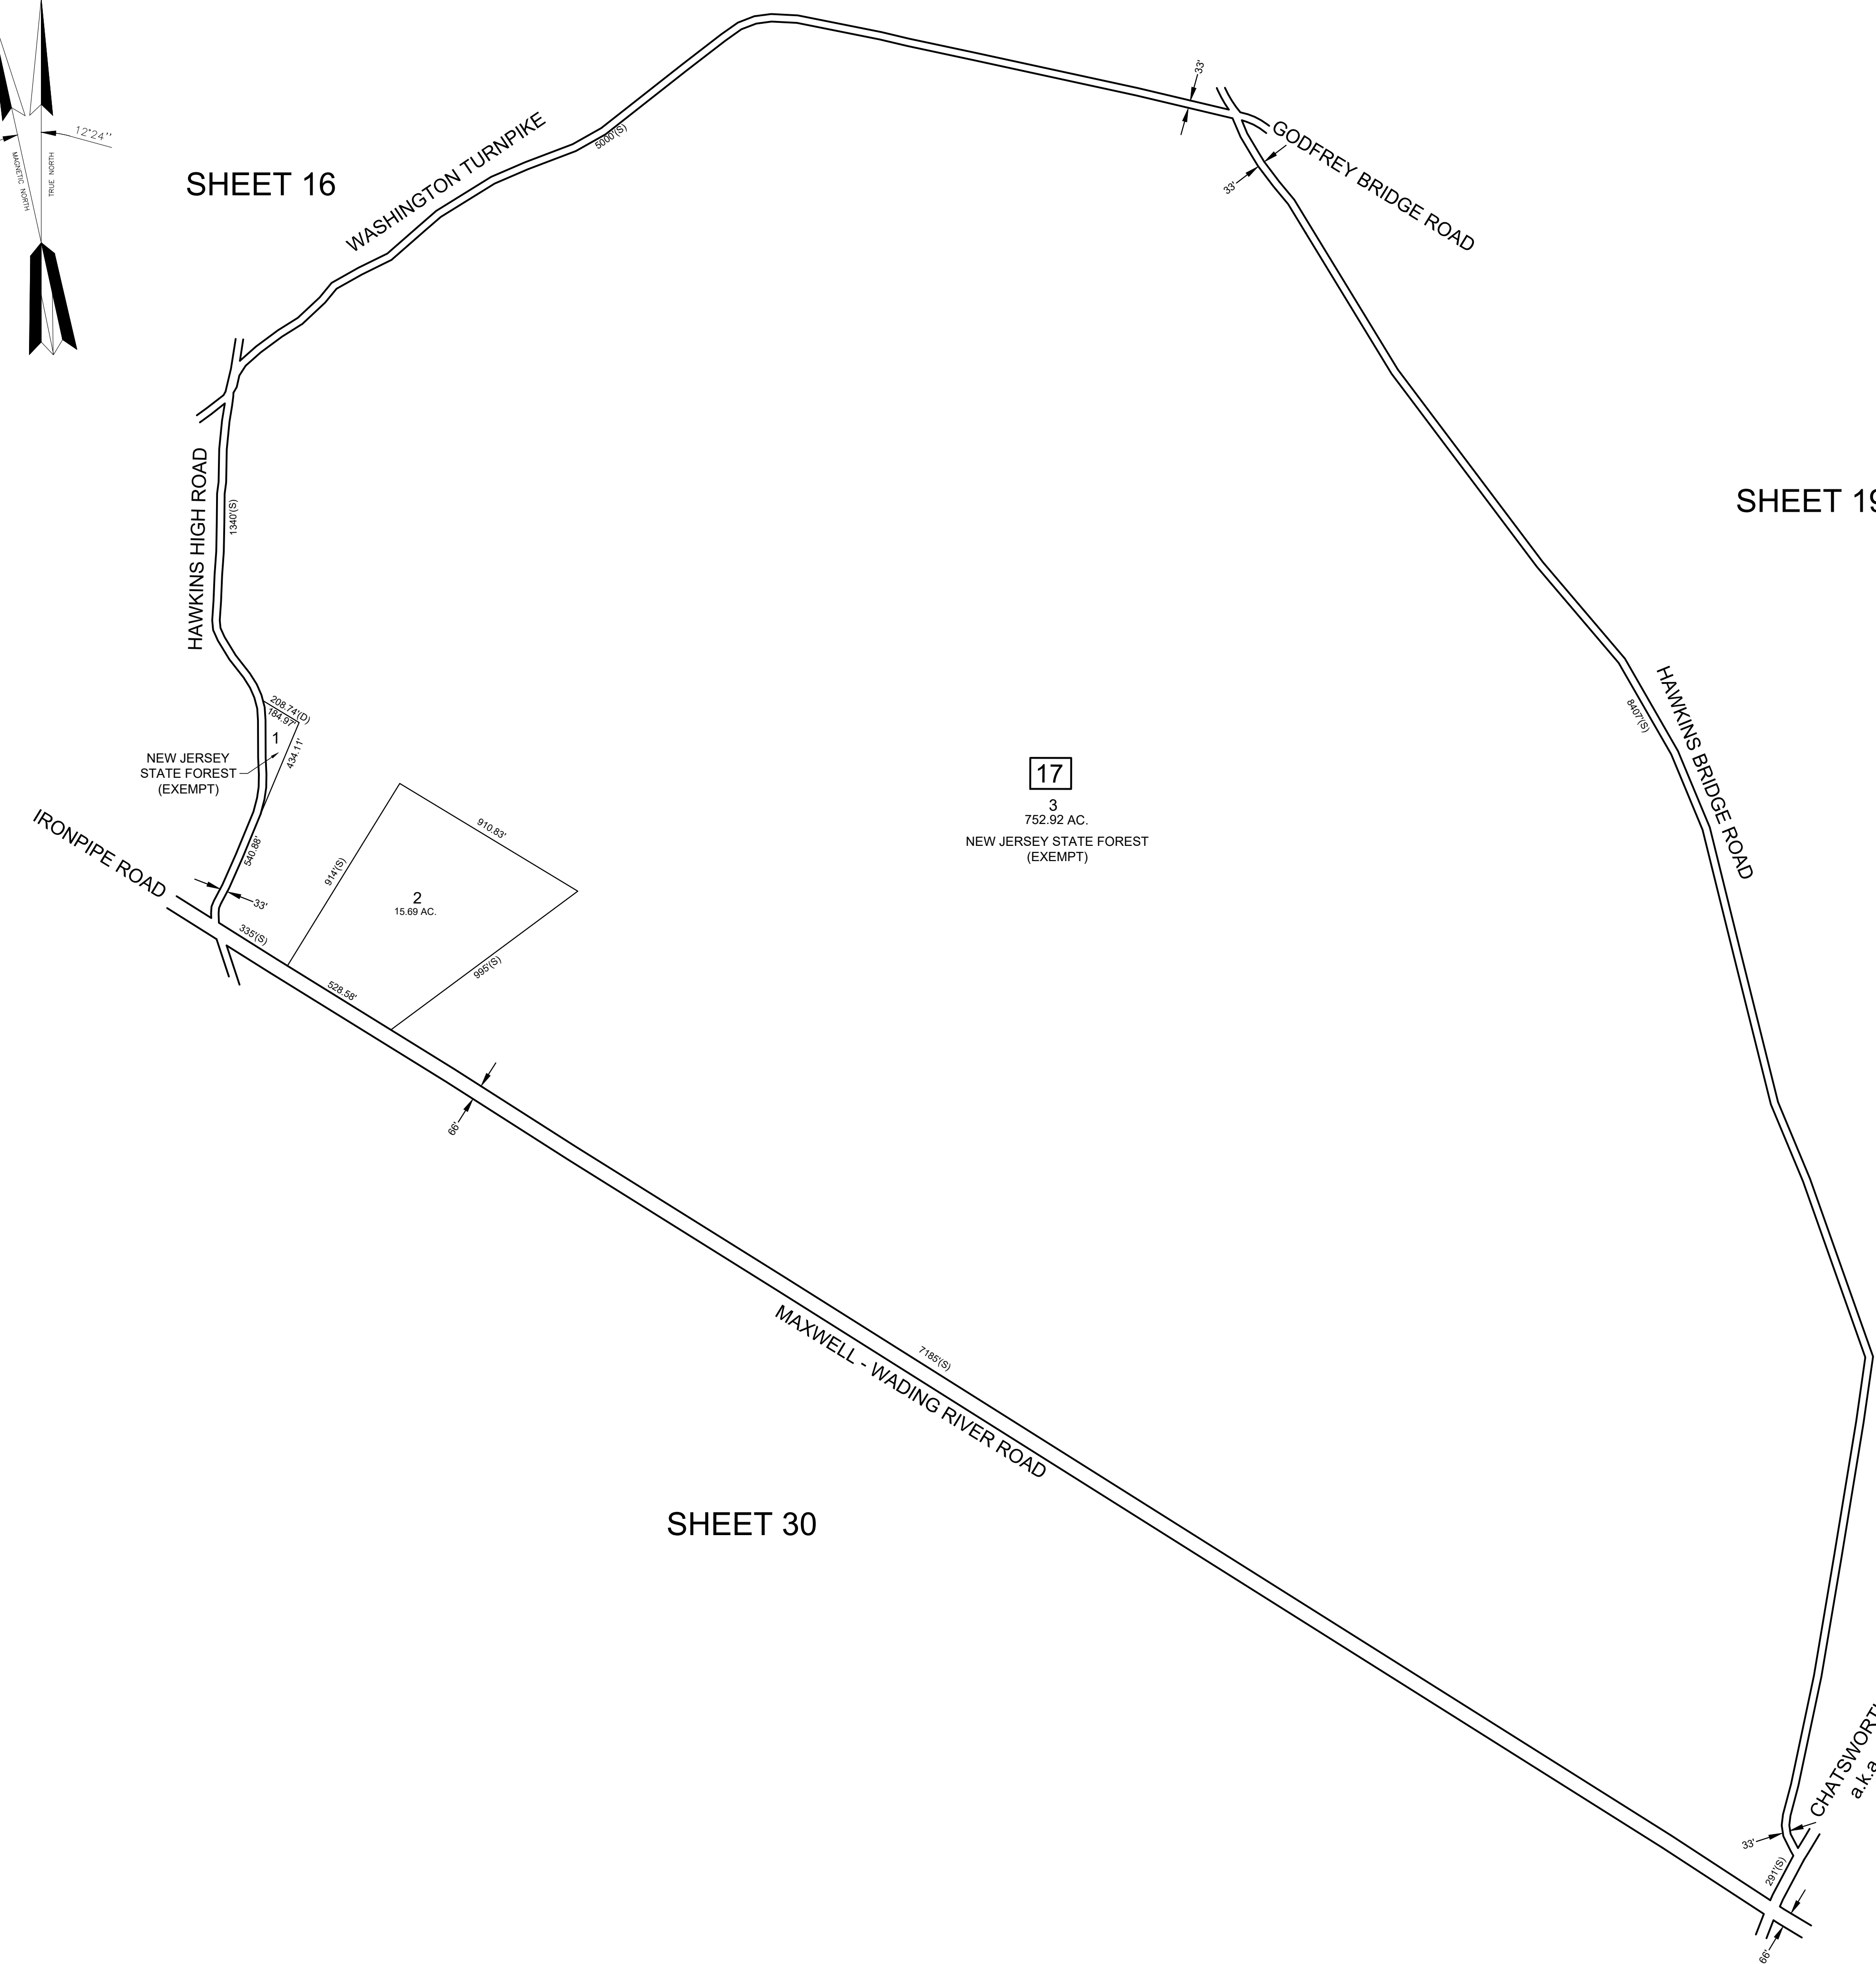 12°24''
MAGNETIC NORTH
TRUE NORTH
SHEET 16
WASHINGTON TURNPIKE
5000'(S)
33'
GODFREY BRIDGE ROAD
33'
HAWKINS HIGH ROAD
1340'(S)
SHEET 19
HAWKINS BRIDGE ROAD
8407'(S)
208.74'(D)
184.97'
1
434.11'
NEW JERSEY
STATE FOREST
(EXEMPT)
17
3
752.92 AC.
NEW JERSEY STATE FOREST
(EXEMPT)
IRONPIPE ROAD
540.88'
33'
335'(S)
914'(S)
910.83'
2
15.69 AC.
995'(S)
528.58'
66'
7185'(S)
MAXWELL - WADING RIVER ROAD
SHEET 30
CHATSWORTH
a.k.a
33'
291'(S)
66'